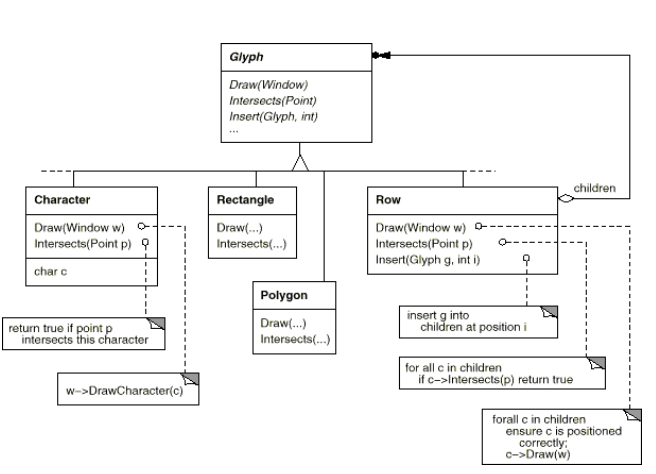 Glyph
Draw(Window)
Intersects(Point)
Insert(Glyph, int)
...
children
Character
Draw(Window w)
Intersects(Point p)
char c
Rectangle
Draw(...)
Intersects(...)
Row
Draw(Window w)
Intersects(Point p)
Insert(Glyph g, int i)
Polygon
Draw(...)
Intersects(...)
return true if point p
intersects this character
w->DrawCharacter(c)
insert g into
children at position i
for all c in children
if c->Intersects(p) return true
forall c in children
ensure c is positioned
correctly;
c->Draw(w)